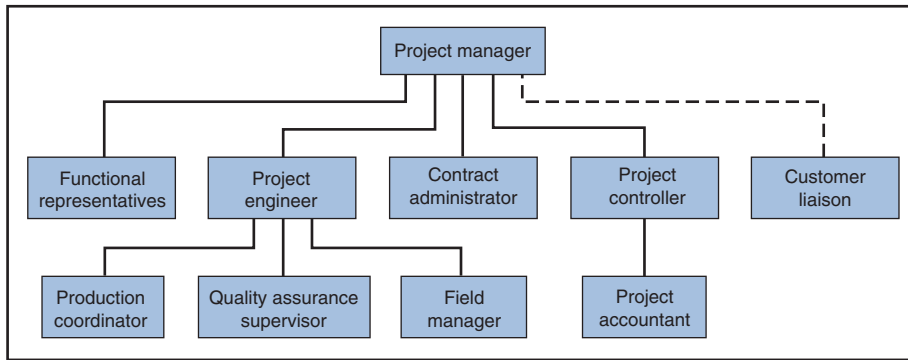 Project manager
Functional
representatives
Project
engineer
Contract
administrator
Project
controller
Customer
liaison
Production
coordinator
Quality assurance
supervisor
Field
manager
Project
accountant